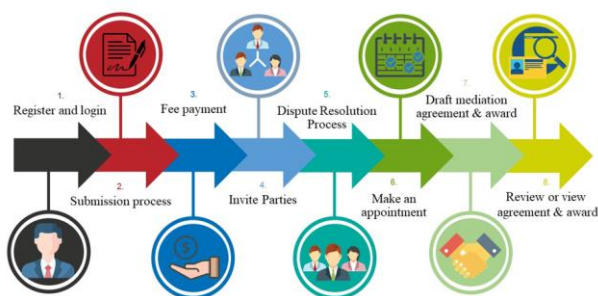 1.
Register and login
2.
Submission process
3.
Fee payment
4.
Invite Parties
5.
Dispute Resolution
Process
6.
Make an
appointment
7.
Draft mediation
agreement & award
8.
Review or view
agreement & award